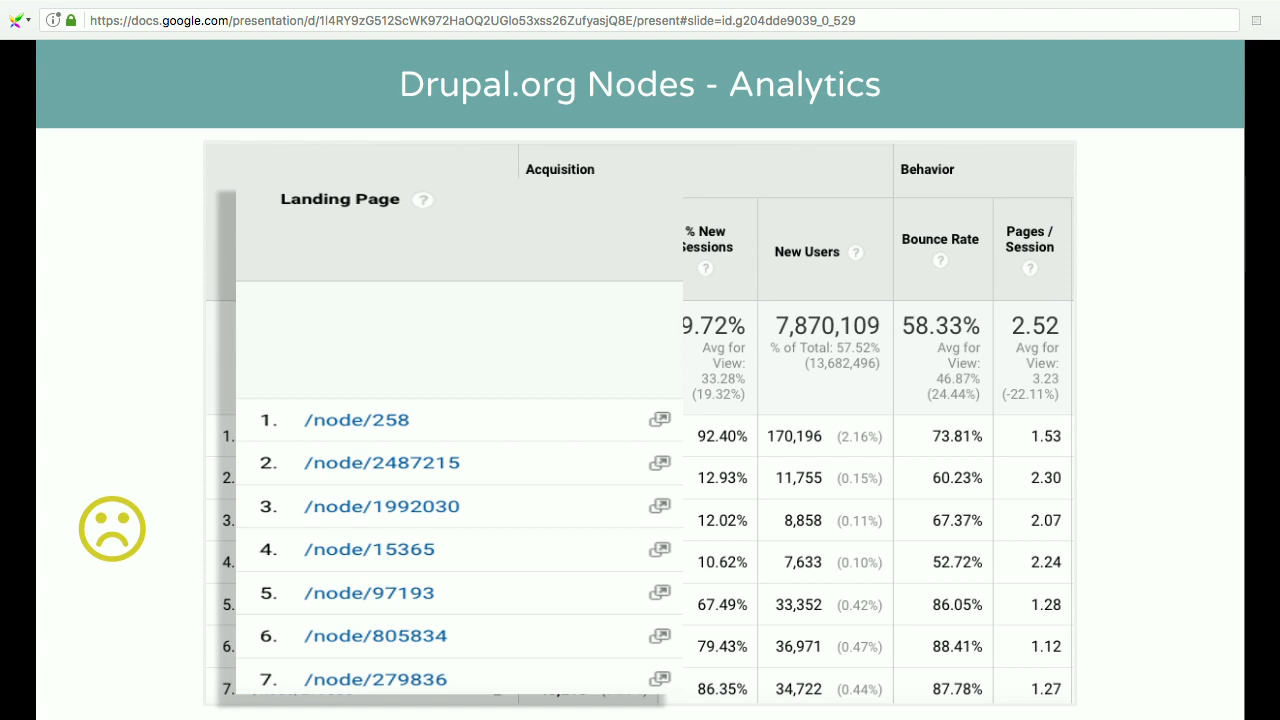 https://docs.google.com/presentation/d/1l4RY9zG512ScWK972HaOQ2UGlo53xss26ZufyasjQ8E/present#slide=id.g204dde9039_0_529
Drupal.org Nodes - Analytics
Acquisition
Behavior
Landing Page ?
% New
Sessions
?
New Users ?
Bounce Rate
?
Pages /
Session
?
9.72%
Avg for
View:
33.28%
(19.32%)
7,870,109
% of Total: 57.52%
(13,682,496)
58.33%
Avg for
View:
46.87%
(24.44%)
2.52
Avg for
View:
3.23
(-22.11%)
1. /node/258
1. 92.40% 170,196 (2.16%) 73.81% 1.53
2. /node/2487215
2. 12.93% 11,755 (0.15%) 60.23% 2.30
3. /node/1992030
3. 12.02% 8,858 (0.11%) 67.37% 2.07
4. /node/15365
4. 10.62% 7,633 (0.10%) 52.72% 2.24
5. /node/97193
5. 67.49% 33,352 (0.42%) 86.05% 1.28
6. /node/805834
6. 79.43% 36,971 (0.47%) 88.41% 1.12
7. /node/279836
7. 86.35% 34,722 (0.44%) 87.78% 1.27